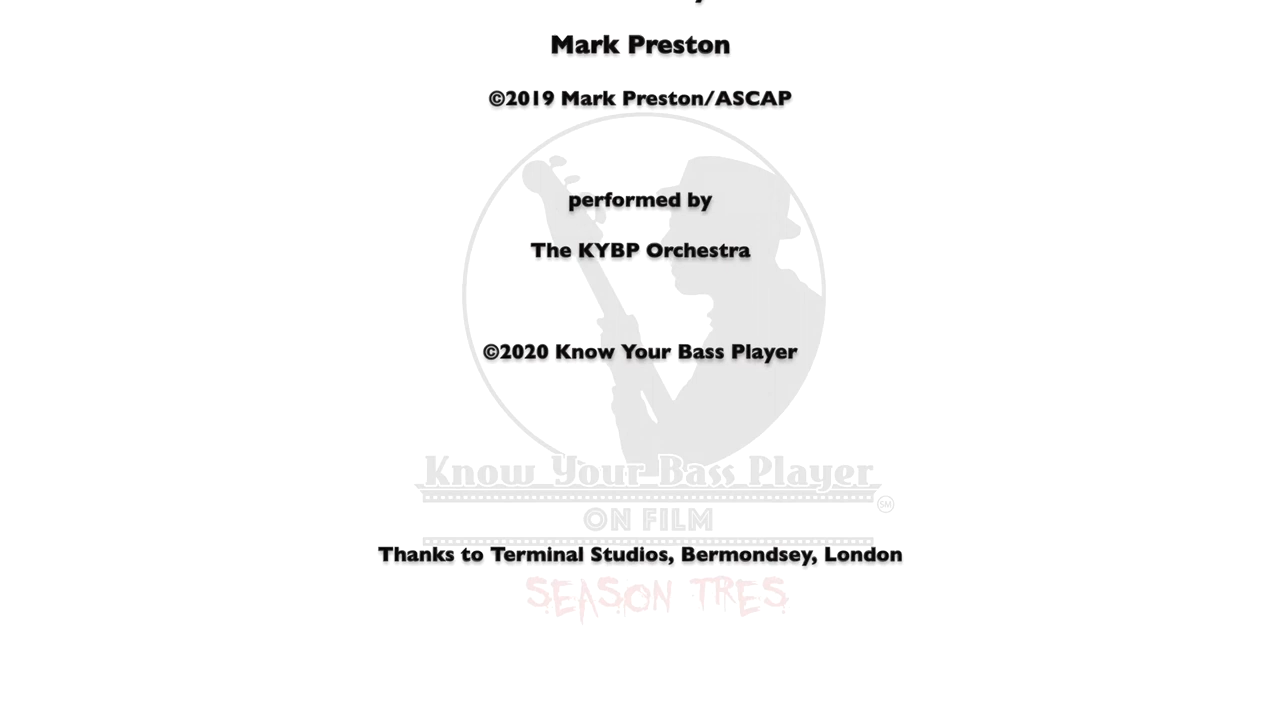 Mark Preston
©2019 Mark Preston/ASCAP
performed by
The KYBP Orchestra
©2020 Know Your Bass Player
Know Your Bass Player
SM
ON FILM
Thanks to Terminal Studios, Bermondsey, London
SEASON TRES